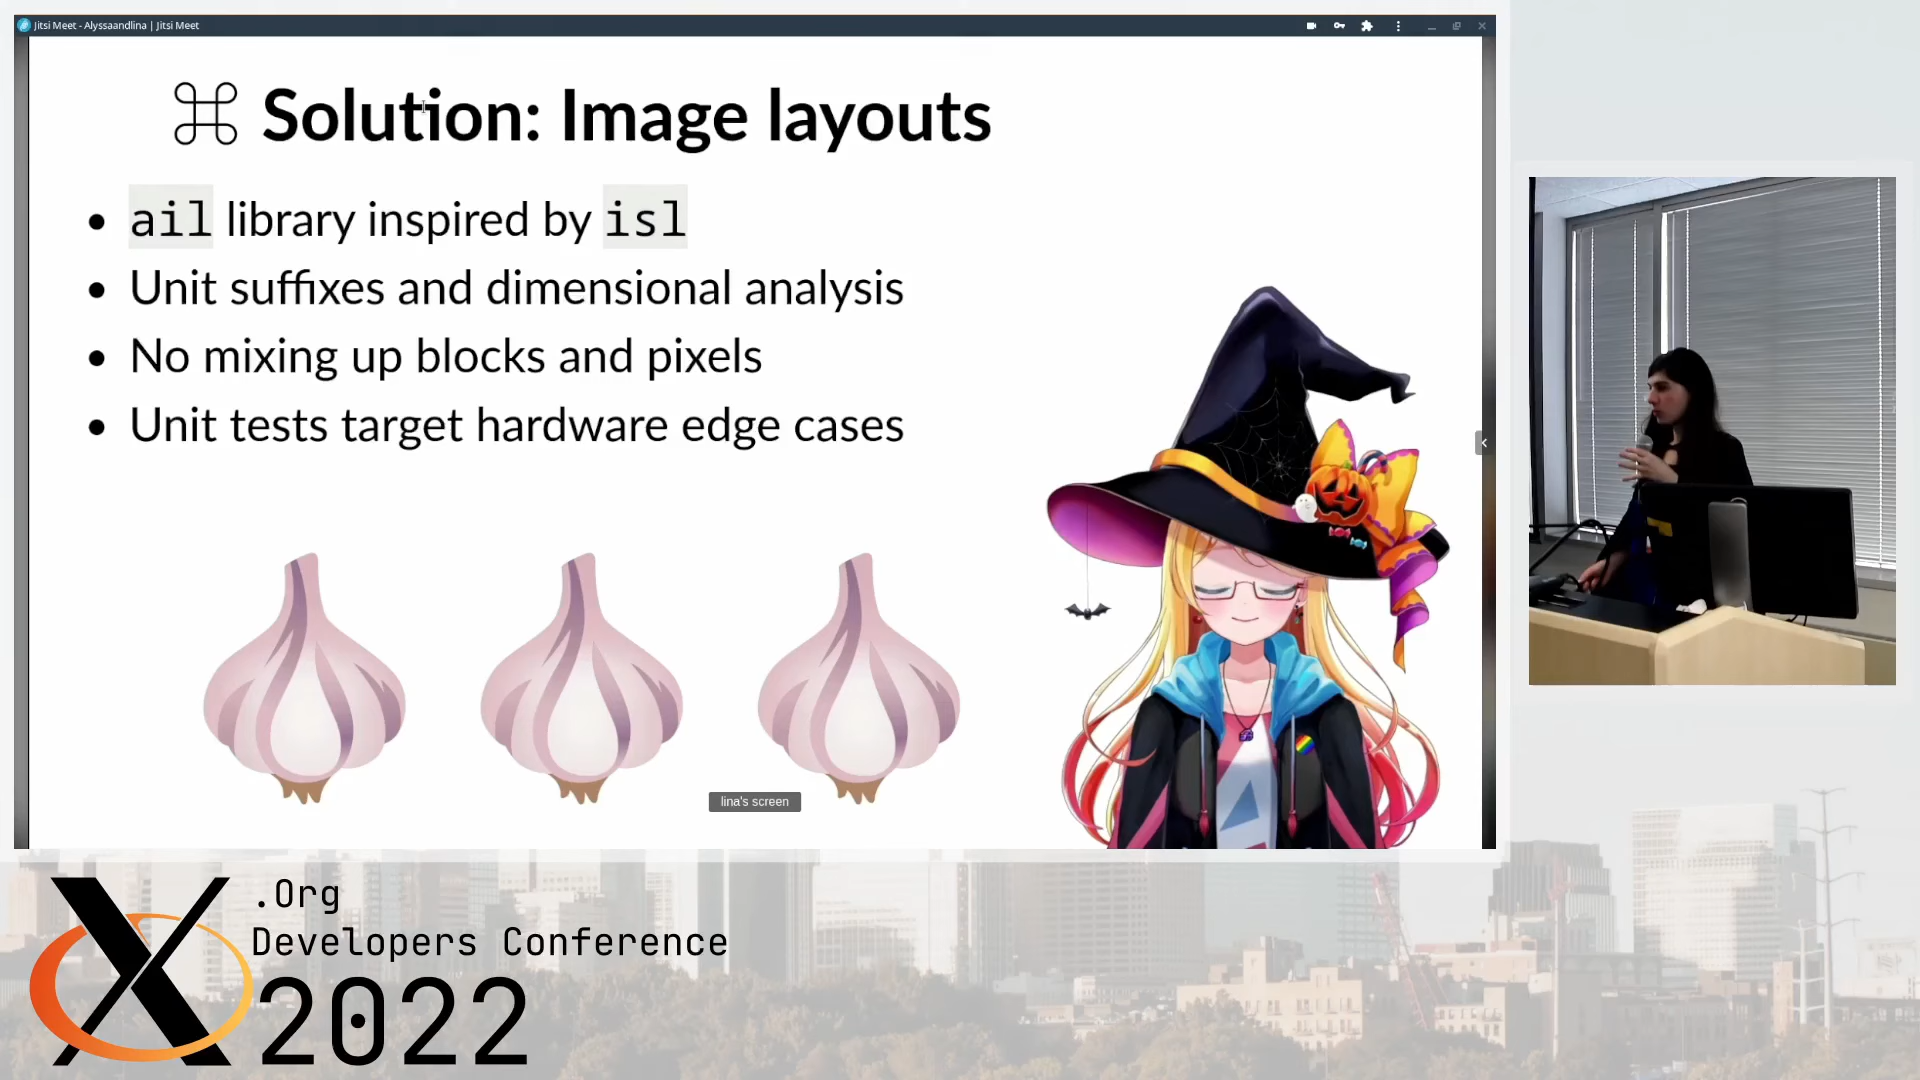 Jitsi Meet - Alyssaandlina | Jitsi Meet
⌘ Solution: Image layouts
• ail library inspired by isl
• Unit suffixes and dimensional analysis
• No mixing up blocks and pixels
• Unit tests target hardware edge cases
lina's screen
X.Org
Developers Conference
2022